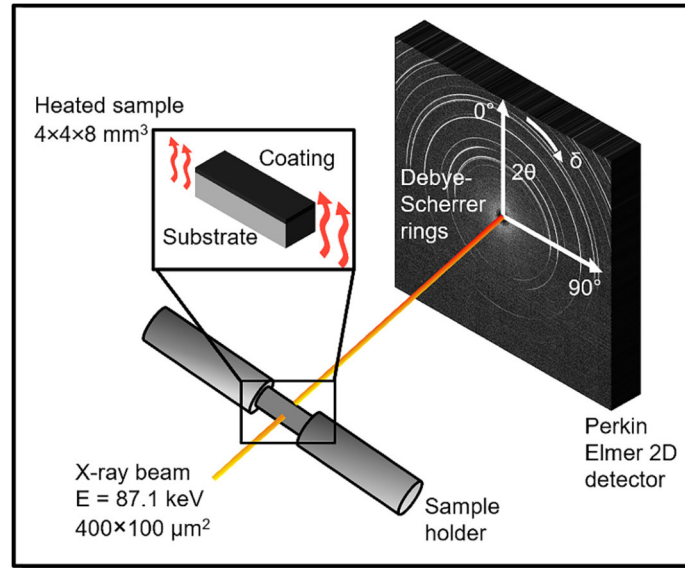 Heated sample
4×4×8 mm³
Coating
Substrate
0°
δ
2θ
Debye-
Scherrer
rings
90°
X-ray beam
E = 87.1 keV
400×100 µm²
Sample
holder
Perkin
Elmer 2D
detector